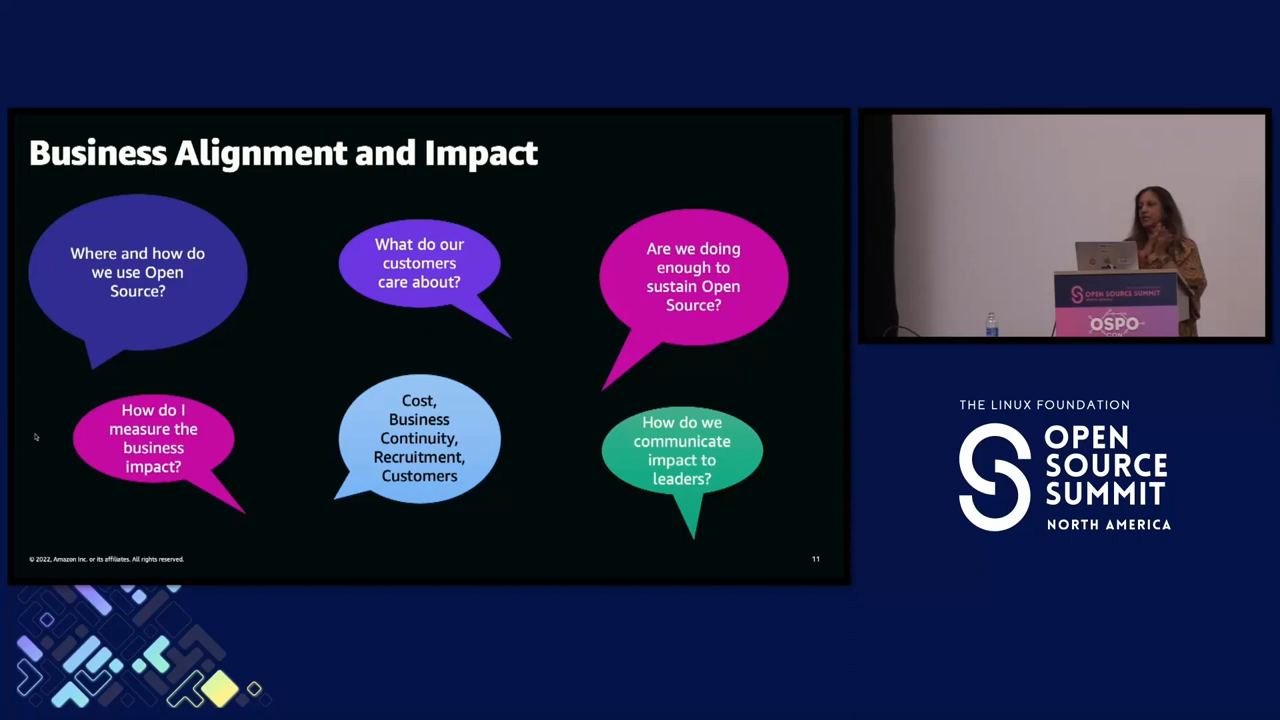 Business Alignment and Impact
Where and how do
we use Open
Source?
What do our
customers
care about?
Are we doing
enough to
sustain Open
Source?
How do I
measure the
business
impact?
Cost,
Business
Continuity,
Recruitment,
Customers
How do we
communicate
impact to
leaders?
© 2022, Amazon Inc. or its affiliates. All rights reserved.
11
OPEN SOURCE SUMMIT
OSPO
CON
THE LINUX FOUNDATION
OPEN
SOURCE
SUMMIT
NORTH AMERICA